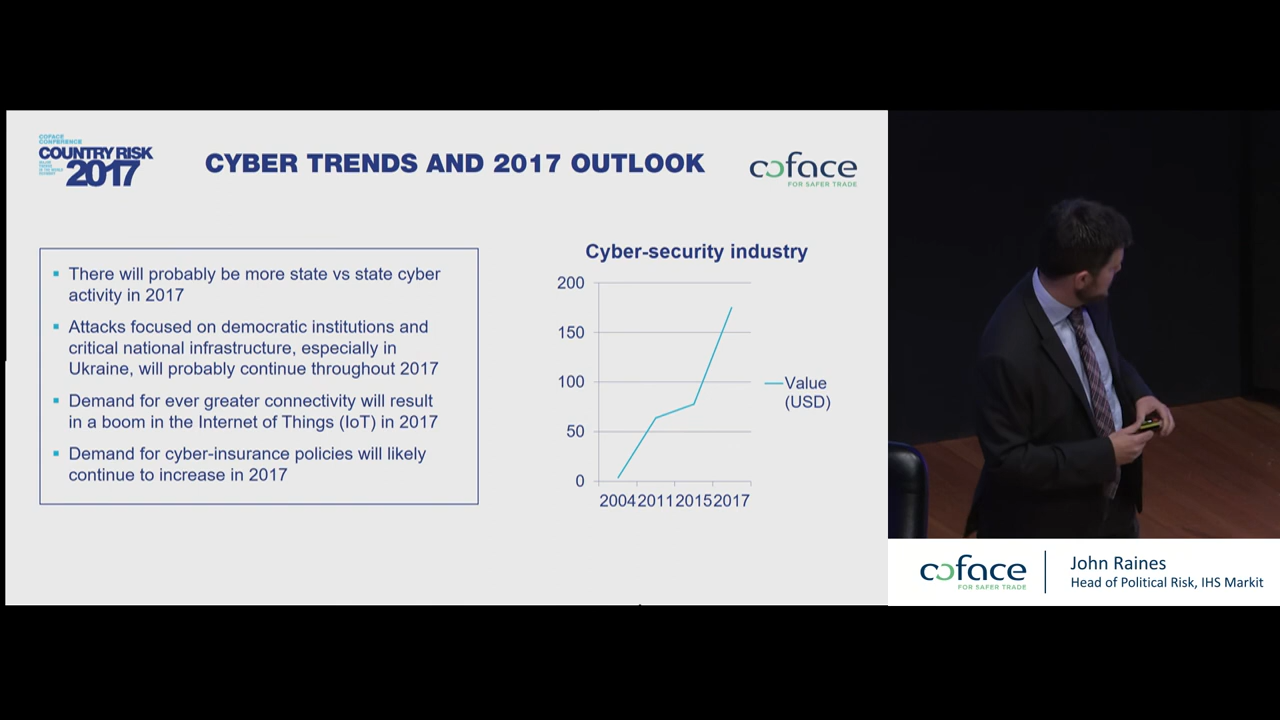 COFACE
CONFERENCE
COUNTRY RISK
2017
CYBER TRENDS AND 2017 OUTLOOK
coface
FOR SAFER TRADE
There will probably be more state vs state cyber
activity in 2017
Attacks focused on democratic institutions and
critical national infrastructure, especially in
Ukraine, will probably continue throughout 2017
Demand for ever greater connectivity will result
in a boom in the Internet of Things (IoT) in 2017
Demand for cyber-insurance policies will likely
continue to increase in 2017
Cyber-security industry
200
150
100
50
0
2004 2011 2015 2017
Value
(USD)
coface
FOR SAFER TRADE
John Raines
Head of Political Risk, IHS Markit